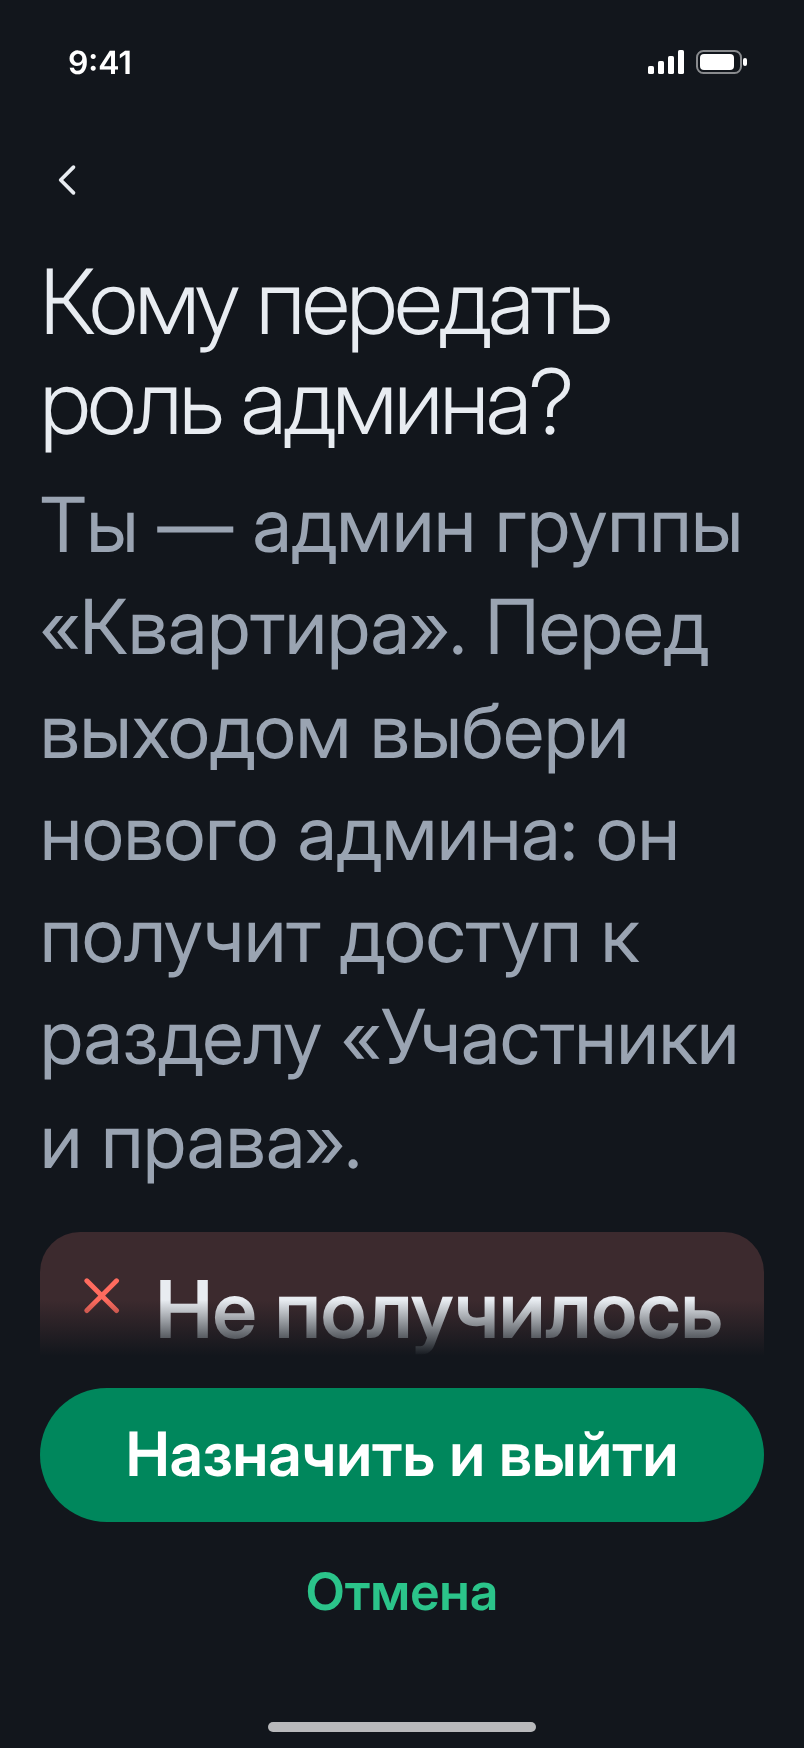 9:41
Кому передать
роль админа?
Ты — админ группы
«Квартира». Перед
выходом выбери
нового админа: он
получит доступ к
разделу «Участники
и права».
Не получилось
Назначить и выйти
Отмена